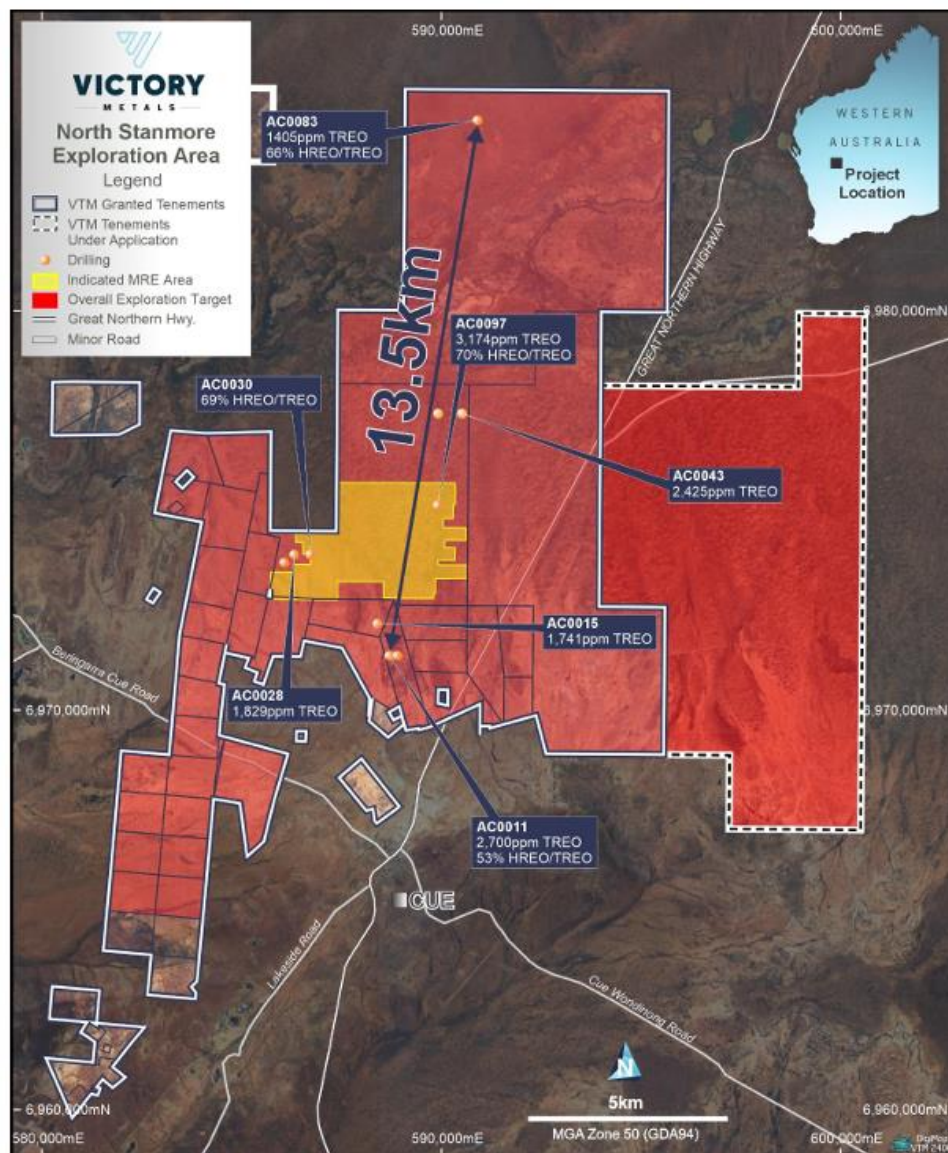 590,000mE
600,000mE
VICTORY
METALS
North Stanmore
Exploration Area
Legend
VTM Granted Tenements
VTM Tenements
Under Application
Drilling
Indicated MRE Area
Overall Exploration Target
Great Northern Hwy.
Minor Road
AC0083
1405ppm TREO
66% HREO/TREO
WESTERN
AUSTRALIA
Project
Location
GREAT NORTHERN HIGHWAY
13.5km
6,980,000mN
AC0097
3,174ppm TREO
70% HREO/TREO
AC0030
69% HREO/TREO
AC0043
2,425ppm TREO
AC0015
1,741ppm TREO
Beringarra Cue Road
AC0028
1,829ppm TREO
6,970,000mN
6,970,000mN
AC0011
2,700ppm TREO
53% HREO/TREO
CUE
Lakeside Road
Cue Wondinong Road
N
5km
MGA Zone 50 (GDA94)
6,960,000mN
6,960,000mN
580,000mE
590,000mE
600,000mE